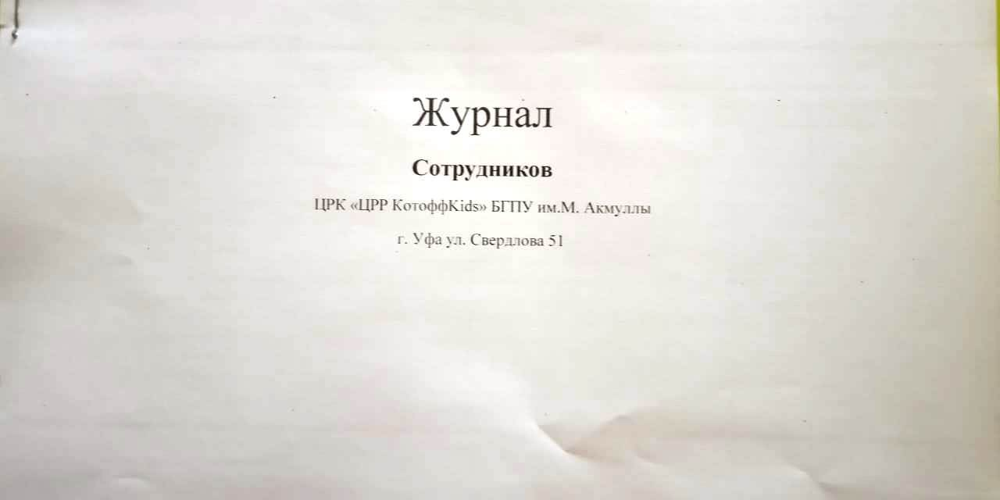 Журнал
Сотрудников
ЦРК «ЦРР КотоффKids» БГПУ им.М. Акмуллы
г. Уфа ул. Свердлова 51